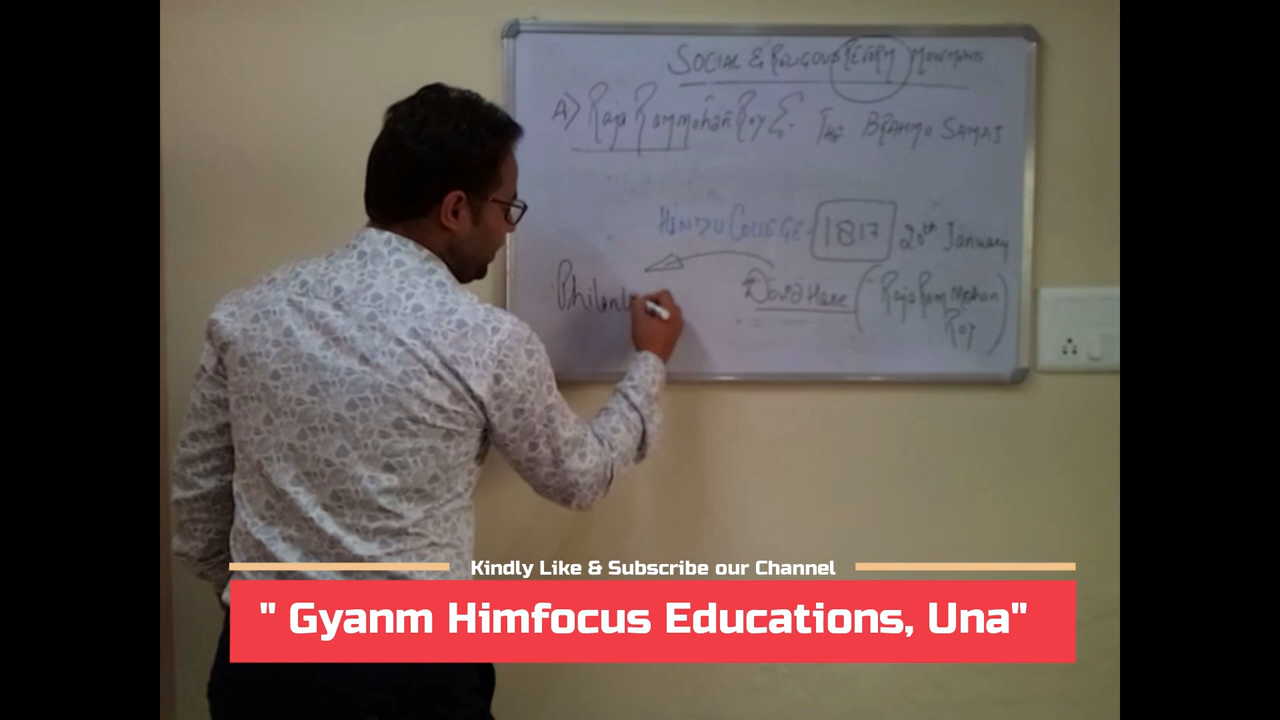 SOCIAL & RELIGIOUS REFORM MOVEMENTS
A) Raja Rammohan Roy & The BRAHMO SAMAJ
HINDU COLLEGE 1817 20th January
David Hare (Raja Ram Mohan
Roy)
Philanth
Kindly Like & Subscribe our Channel
" Gyanm Himfocus Educations, Una"